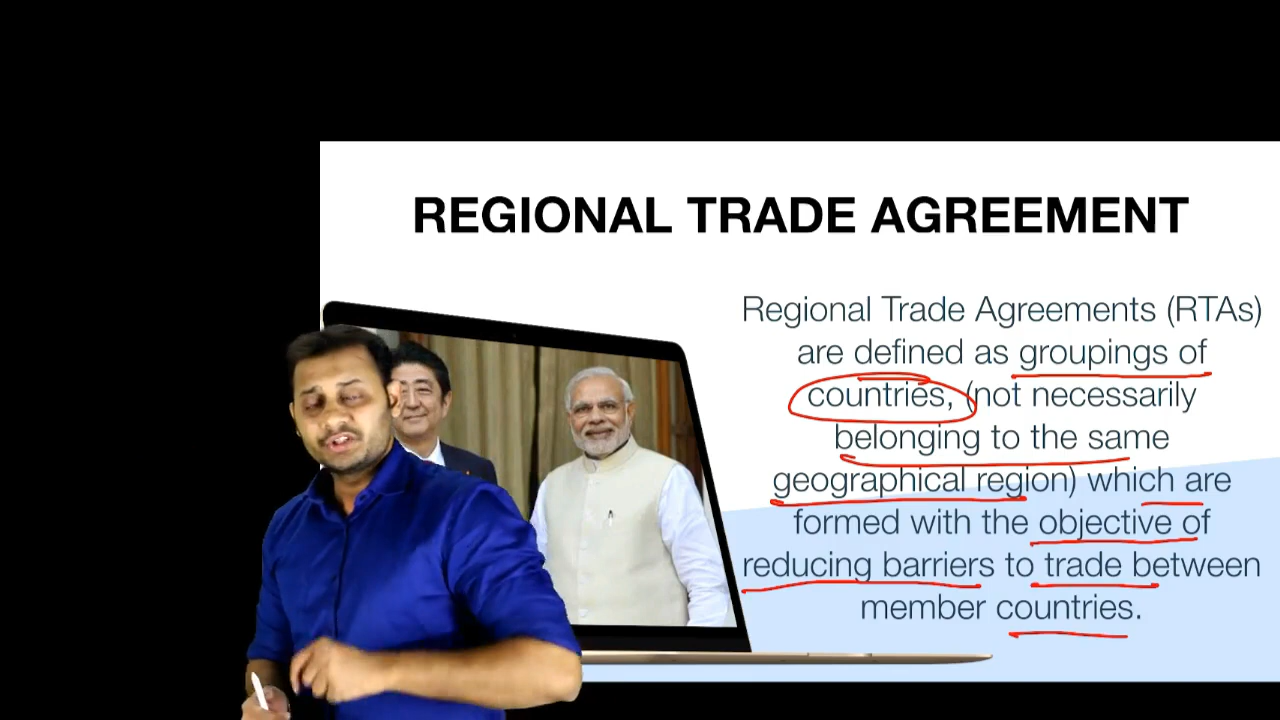 REGIONAL TRADE AGREEMENT
Regional Trade Agreements (RTAs)
are defined as groupings of
countries, (not necessarily
belonging to the same
geographical region) which are
formed with the objective of
reducing barriers to trade between
member countries.